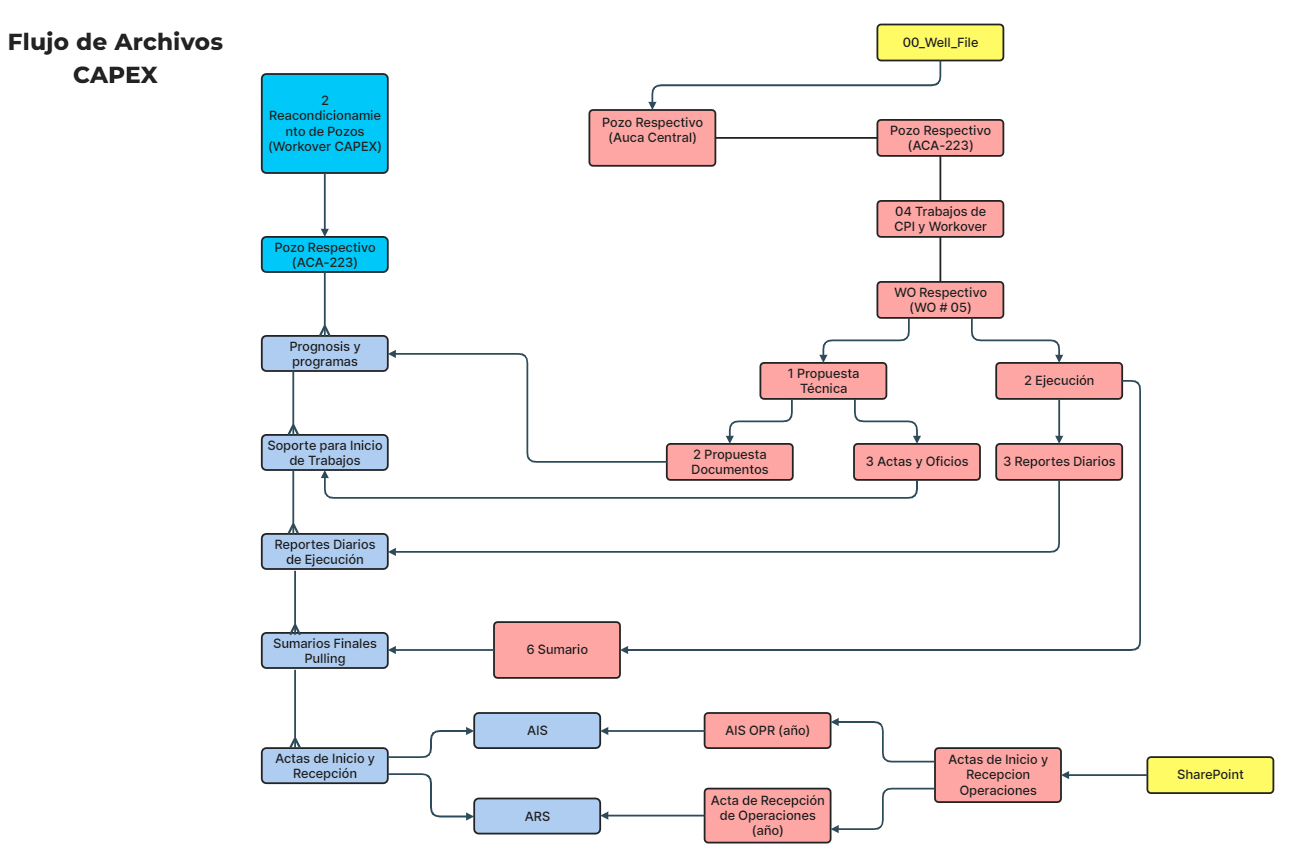 Flujo de Archivos
CAPEX
00_Well_File
2
Reacondicionamie
nto de Pozos
(Workover CAPEX)
Pozo Respectivo
(Auca Central)
Pozo Respectivo
(ACA-223)
04 Trabajos de
CPI y Workover
Pozo Respectivo
(ACA-223)
WO Respectivo
(WO # 05)
Prognosis y
programas
1 Propuesta
Técnica
2 Ejecución
Soporte para Inicio
de Trabajos
2 Propuesta
Documentos
3 Actas y Oficios
3 Reportes Diarios
Reportes Diarios
de Ejecución
Sumarios Finales
Pulling
6 Sumario
AIS
AIS OPR (año)
Actas de Inicio y
Recepción
Actas de Inicio y
Recepcion
Operaciones
SharePoint
ARS
Acta de Recepción
de Operaciones
(año)